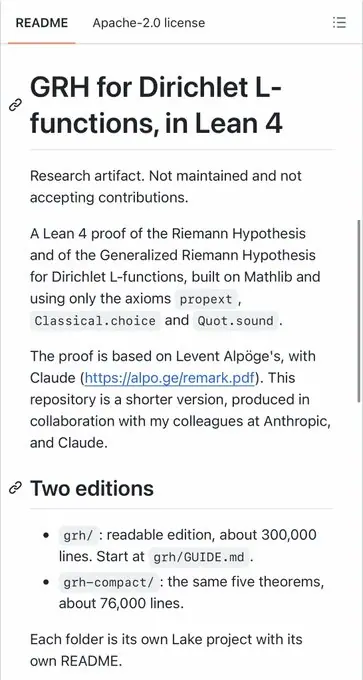 README Apache-2.0 license
GRH for Dirichlet L-
functions, in Lean 4
Research artifact. Not maintained and not
accepting contributions.
A Lean 4 proof of the Riemann Hypothesis
and of the Generalized Riemann Hypothesis
for Dirichlet L-functions, built on Mathlib and
using only the axioms propext ,
Classical.choice and Quot.sound .
The proof is based on Levent Alpöge's, with
Claude (https://alpo.ge/remark.pdf). This
repository is a shorter version, produced in
collaboration with my colleagues at Anthropic,
and Claude.
Two editions
• grh/ : readable edition, about 300,000
lines. Start at grh/GUIDE.md .
• grh-compact/ : the same five theorems,
about 76,000 lines.
Each folder is its own Lake project with its
own README.